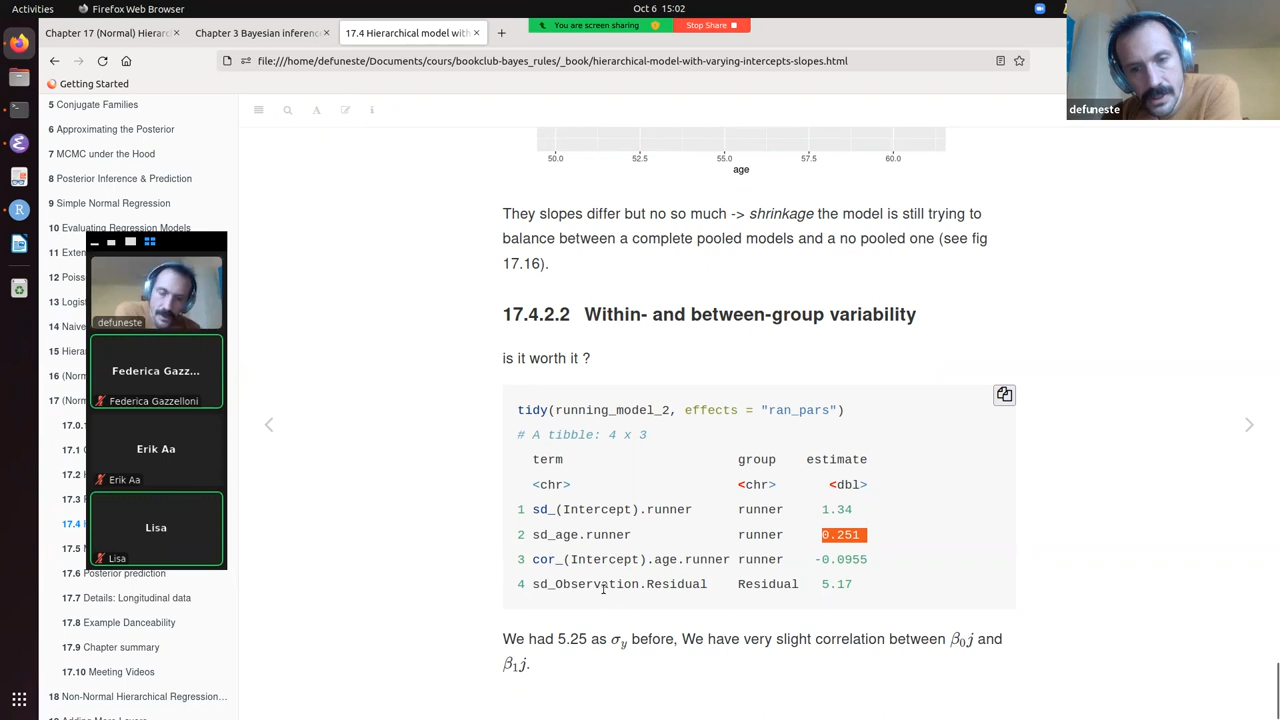 Activities
Firefox Web Browser
Oct 6 15:02
You are screen sharing
Stop Share
Chapter 17 (Normal) Hierarc
Chapter 3 Bayesian inferenc
17.4 Hierarchical model with
file:///home/defuneste/Documents/cours/bookclub-bayes_rules/_book/hierarchical-model-with-varying-intercepts-slopes.html
Getting Started
defuneste
5 Conjugate Families
6 Approximating the Posterior
7 MCMC under the Hood
8 Posterior Inference & Prediction
9 Simple Normal Regression
10 Evaluating Regression Models
11 Exten
12 Poiss
13 Logis
14 Naive
15 Hiera
16 (Norm
17 (Norm
17.0.
17.1
17.2
17.3
17.4 H
17.5
17.6 Posterior prediction
17.7 Details: Longitudinal data
17.8 Example Danceability
17.9 Chapter summary
17.10 Meeting Videos
18 Non-Normal Hierarchical Regression...
defuneste
Federica Gazz...
Federica Gazzelloni
Erik Aa
Erik Aa
Lisa
Lisa
50.0 52.5 55.0 57.5 60.0
age
They slopes differ but no so much -> shrinkage the model is still trying to
balance between a complete pooled models and a no pooled one (see fig
17.16).
17.4.2.2 Within- and between-group variability
is it worth it ?
tidy(running_model_2, effects = "ran_pars")
# A tibble: 4 x 3
term group estimate
<chr> <chr> <dbl>
1 sd_(Intercept).runner runner 1.34
2 sd_age.runner runner 0.251
3 cor_(Intercept).age.runner runner -0.0955
4 sd_Observation.Residual Residual 5.17
We had 5.25 as σy before, We have very slight correlation between β0j and
β1j.